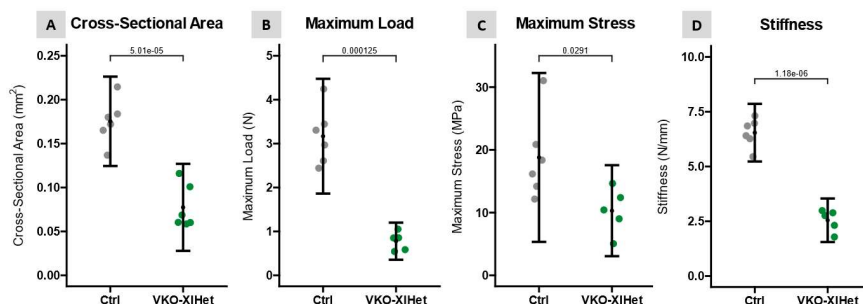 A Cross-Sectional Area
5.01e-05
0.25
0.20
0.15
0.10
0.05
0.00
Cross-Sectional Area (mm²)
Ctrl VKO-XIHet
B Maximum Load
0.000125
5
4
3
2
1
0
Maximum Load (N)
Ctrl VKO-XIHet
C Maximum Stress
0.0291
30
20
10
0
Maximum Stress (MPa)
Ctrl VKO-XIHet
D Stiffness
1.18e-06
10.0
7.5
5.0
2.5
0.0
Stiffness (N/mm)
Ctrl VKO-XIHet